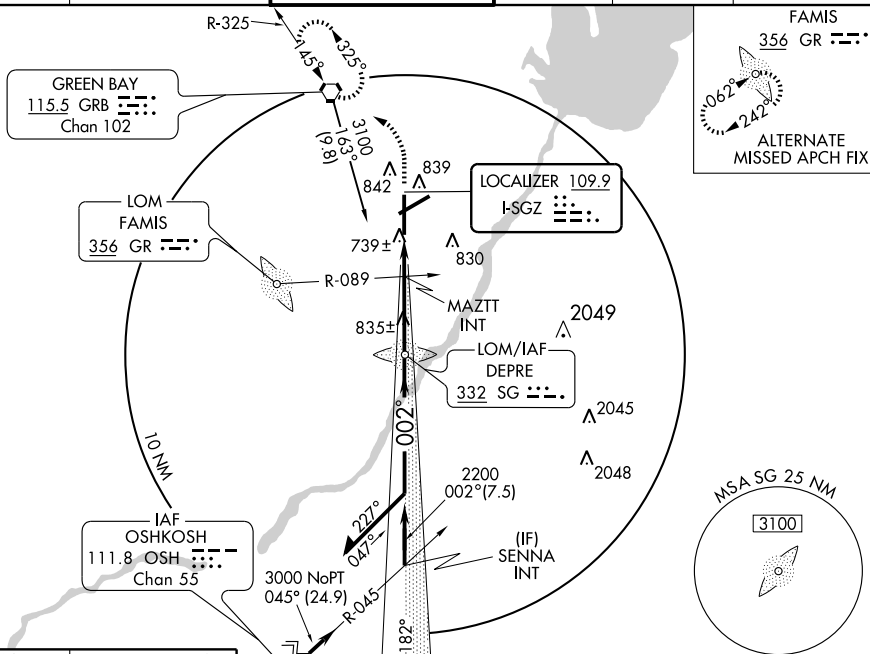 R-325
145°
325°
FAMIS
356 GR
062°
242°
ALTERNATE
MISSED APCH FIX
GREEN BAY
115.5 GRB
Chan 102
3100
163°
(9.8)
842
839
LOCALIZER 109.9
I-SGZ
LOM
FAMIS
356 GR
739±
830
R-089
MAZTT
INT
835±
2049
LOM/IAF
DEPRE
332 SG
002°
2045
2048
10 NM
2200
002°(7.5)
227°
047°
MSA SG 25 NM
3100
IAF
OSHKOSH
111.8 OSH
Chan 55
(IF)
SENNA
INT
3000 NoPT
045° (24.9)
R-045
182°